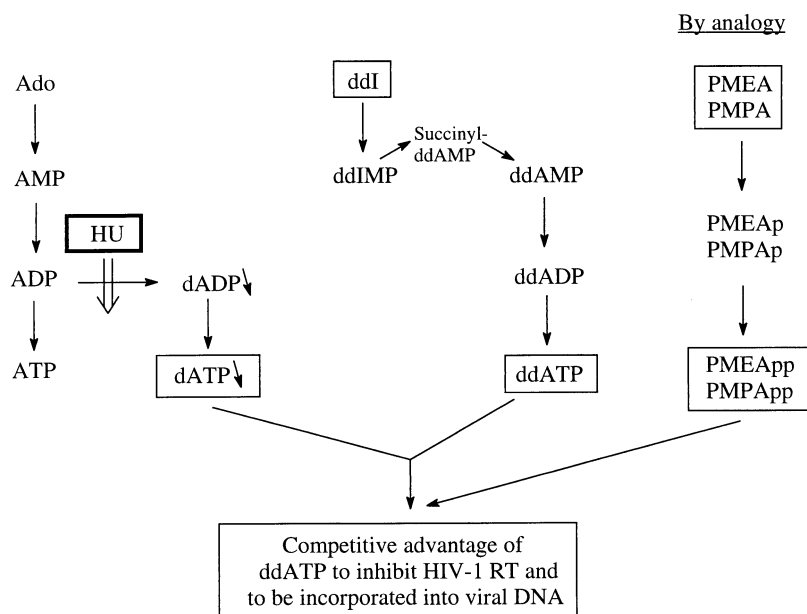 By analogy
Ado
ddI
PMEA
PMPA
Succinyl-
ddAMP
AMP
ddIMP
ddAMP
HU
PMEAp
PMPAp
ADP
dADP
ddADP
ATP
dATP
ddATP
PMEApp
PMPApp
Competitive advantage of
ddATP to inhibit HIV-1 RT and
to be incorporated into viral DNA